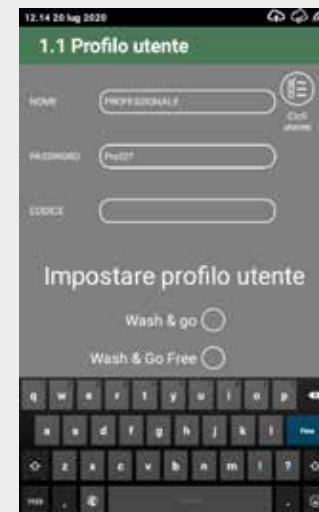 12.14 20 lug 2020
1.1 Profilo utente
NOME PROFESSIONALE
Cicli utente
PASSWORD Pro027
CODICE
Impostare profilo utente
Wash & go
Wash & Go Free
q w e r t y u i o p
a s d f g h j k l
z x c v b n m ! ?